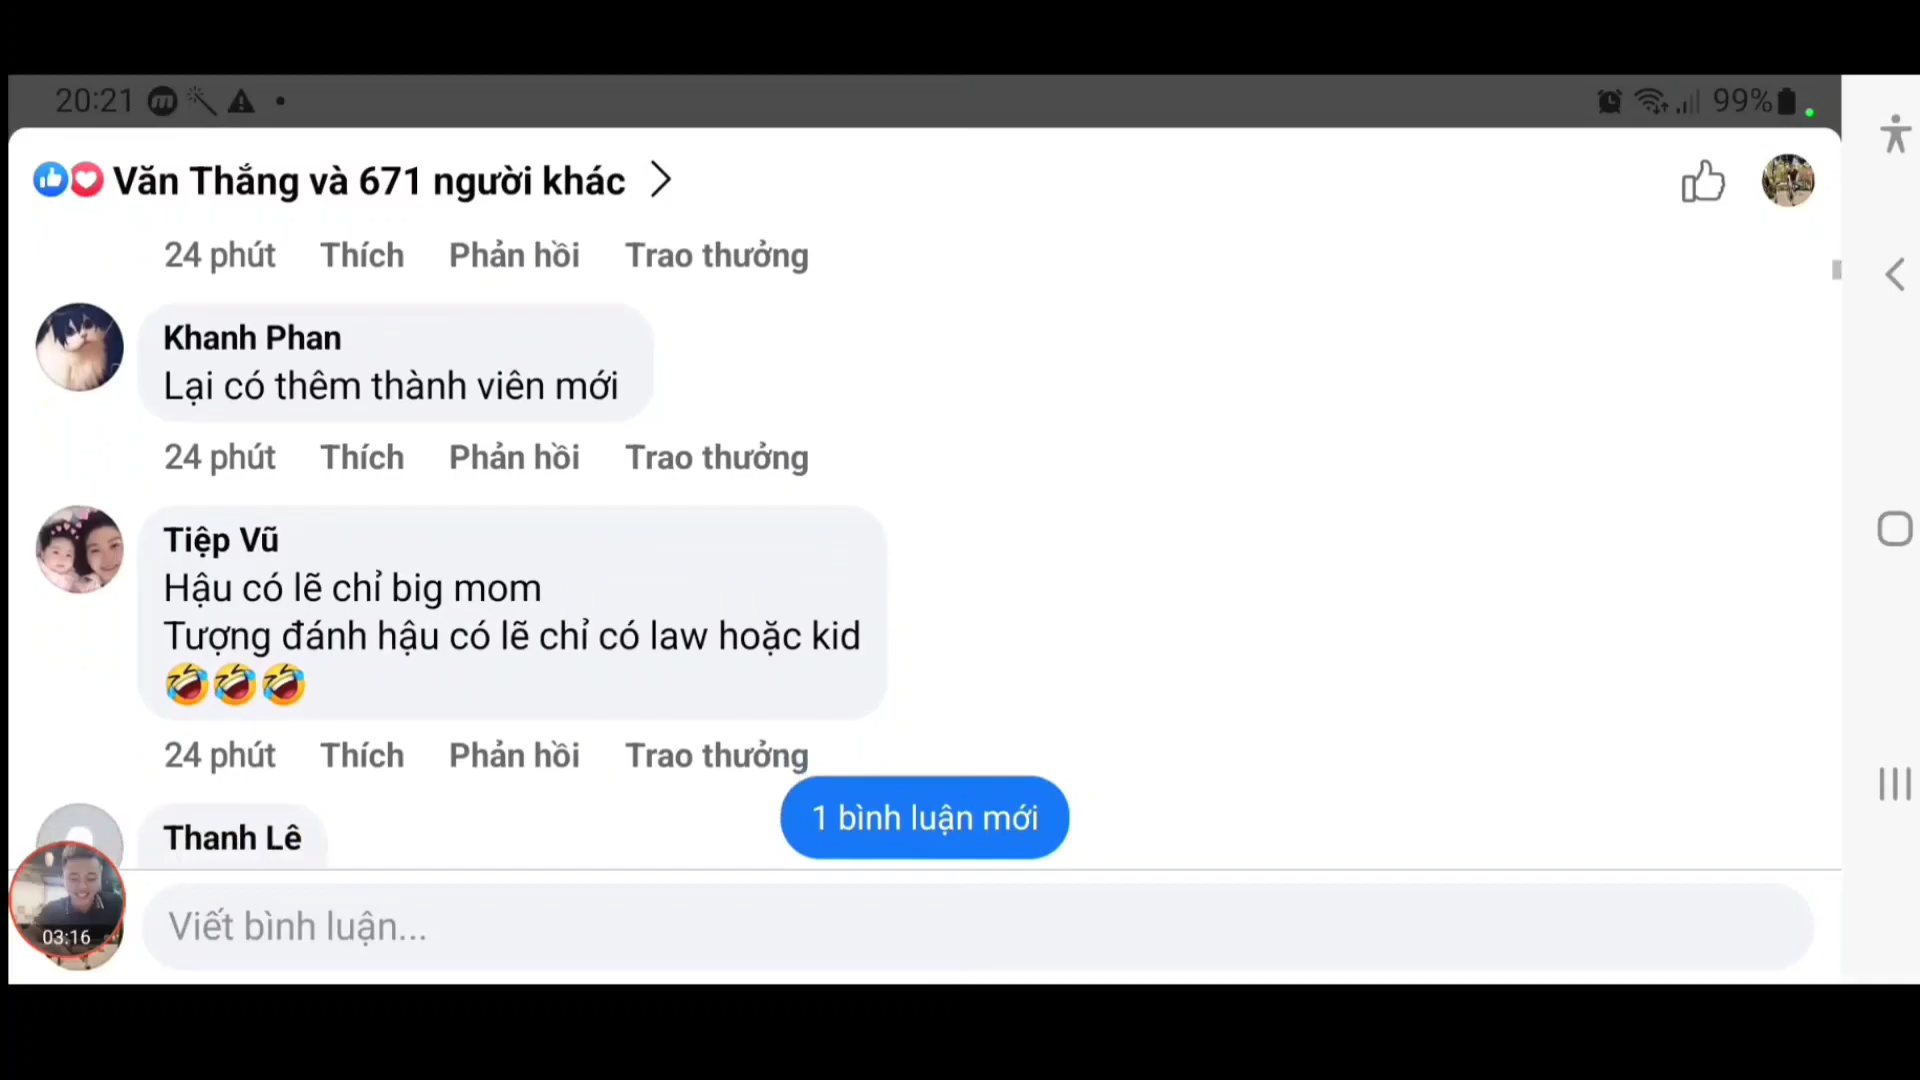 20:21
99%
Văn Thắng và 671 người khác
24 phút Thích Phản hồi Trao thưởng
Khanh Phan
Lại có thêm thành viên mới
24 phút Thích Phản hồi Trao thưởng
Tiệp Vũ
Hậu có lẽ chỉ big mom
Tượng đánh hậu có lẽ chỉ có law hoặc kid
🤣🤣🤣
24 phút Thích Phản hồi Trao thưởng
1 bình luận mới
Thanh Lê
03:16
Viết bình luận...